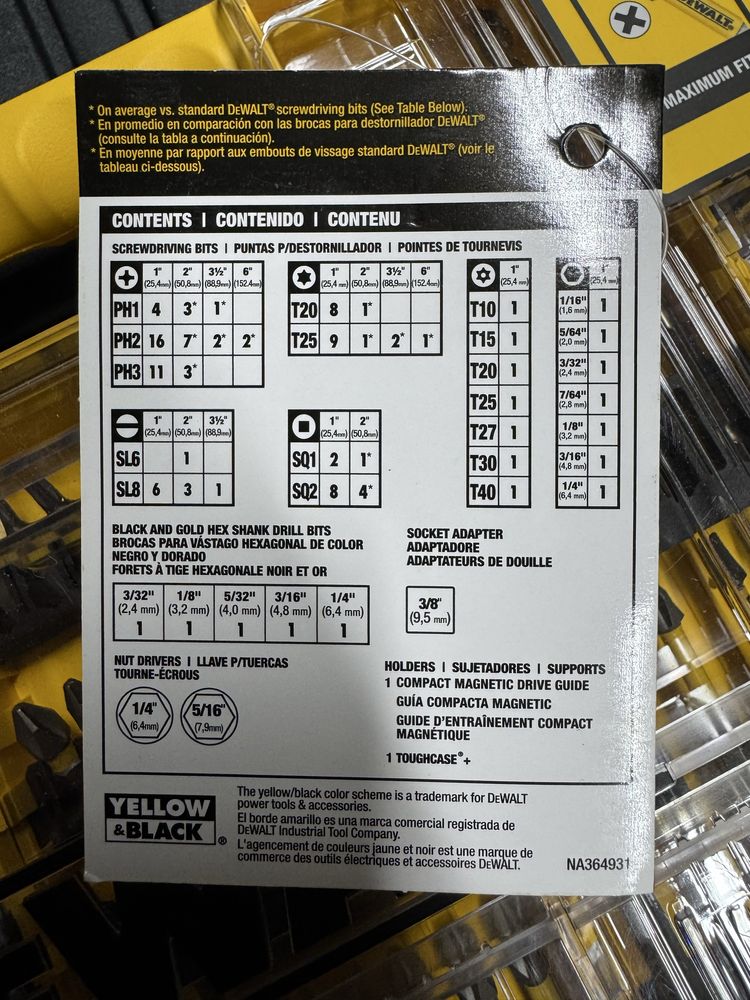 DEWALT®
MAXIMUM FIT
* On average vs. standard DEWALT® screwdriving bits (See Table Below).
* En promedio en comparación con las brocas para destornillador DEWALT®
(consulte la tabla a continuación).
* En moyenne par rapport aux embouts de vissage standard DEWALT® (voir le
tableau ci-dessous).
CONTENTS | CONTENIDO | CONTENU
SCREWDRIVING BITS | PUNTAS P/DESTORNILLADOR | POINTES DE TOURNEVIS
1" 2" 3½" 6"
(25,4mm) (50,8mm) (88,9mm) (152.4mm)
PH1 4 3* 1*
PH2 16 7* 2* 2*
PH3 11 3*
1" 2" 3½" 6"
(25,4mm) (50,8mm) (88,9mm) (152.4mm)
T20 8 1*
T25 9 1* 2* 1*
1"
(25,4mm)
T10 1
T15 1
T20 1
T25 1
T27 1
T30 1
T40 1
(25,4mm)
1/16" (1,6 mm) 1
5/64" (2,0 mm) 1
3/32" (2,4 mm) 1
7/64" (2,8 mm) 1
1/8" (3,2 mm) 1
3/16" (4,8 mm) 1
1/4" (6,4 mm) 1
1" 2" 3½"
(25,4mm) (50,8mm) (88,9mm)
SL6 1
SL8 6 3 1
1" 2"
(25,4mm) (50,8mm)
SQ1 2 1*
SQ2 8 4*
BLACK AND GOLD HEX SHANK DRILL BITS
BROCAS PARA VÁSTAGO HEXAGONAL DE COLOR
NEGRO Y DORADO
FORETS À TIGE HEXAGONALE NOIR ET OR
3/32" 1/8" 5/32" 3/16" 1/4"
(2,4 mm) (3,2 mm) (4,0 mm) (4,8 mm) (6,4 mm)
1 1 1 1 1
SOCKET ADAPTER
ADAPTADORE
ADAPTATEURS DE DOUILLE
3/8"
(9,5 mm)
NUT DRIVERS | LLAVE P/TUERCAS
TOURNE-ÉCROUS
1/4" 5/16"
(6,4mm) (7,9mm)
HOLDERS | SUJETADORES | SUPPORTS
1 COMPACT MAGNETIC DRIVE GUIDE
GUÍA COMPACTA MAGNETIC
GUIDE D'ENTRAÎNEMENT COMPACT
MAGNÉTIQUE
1 TOUGHCASE®+
YELLOW
&BLACK®
The yellow/black color scheme is a trademark for DEWALT
power tools & accessories.
El borde amarillo es una marca comercial registrada de
DEWALT Industrial Tool Company.
L'agencement de couleurs jaune et noir est une marque de
commerce des outils électriques et accessoires DEWALT.
NA364931